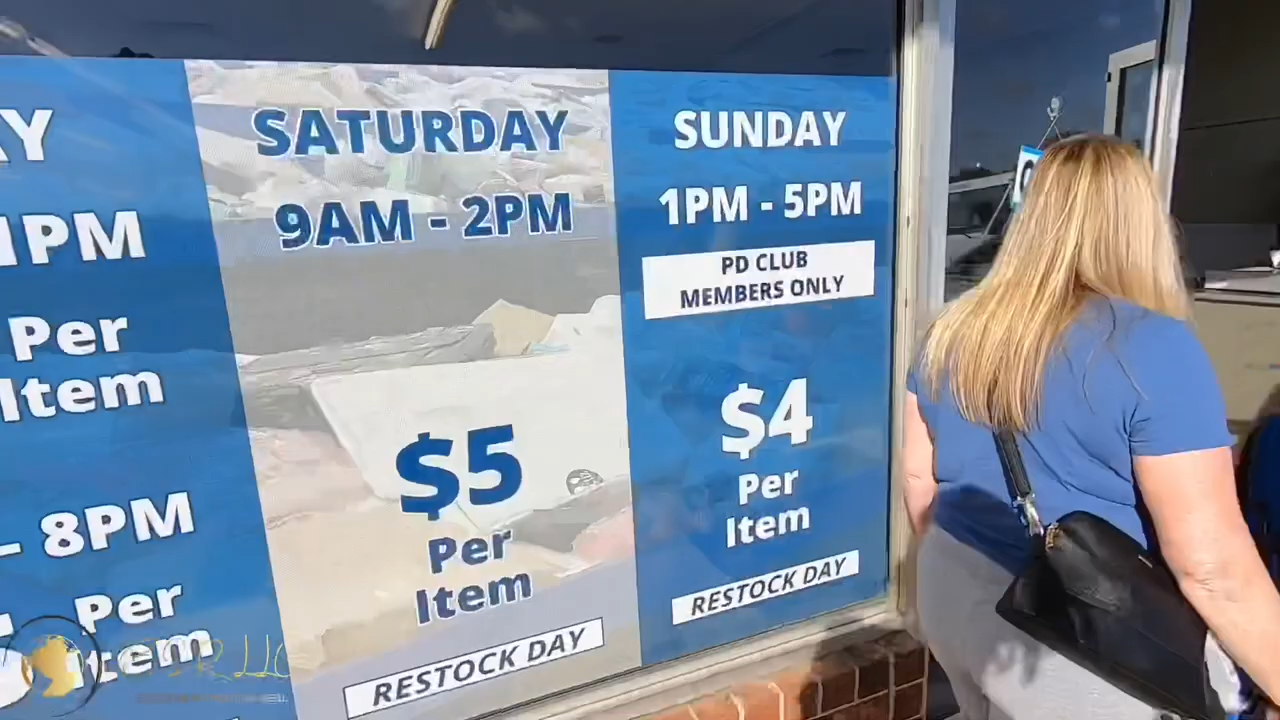 SATURDAY
9AM - 2PM
$5
Per
Item
RESTOCK DAY
SUNDAY
1PM - 5PM
PD CLUB
MEMBERS ONLY
$4
Per
Item
RESTOCK DAY
Per
Item
- 8PM
Per
Item